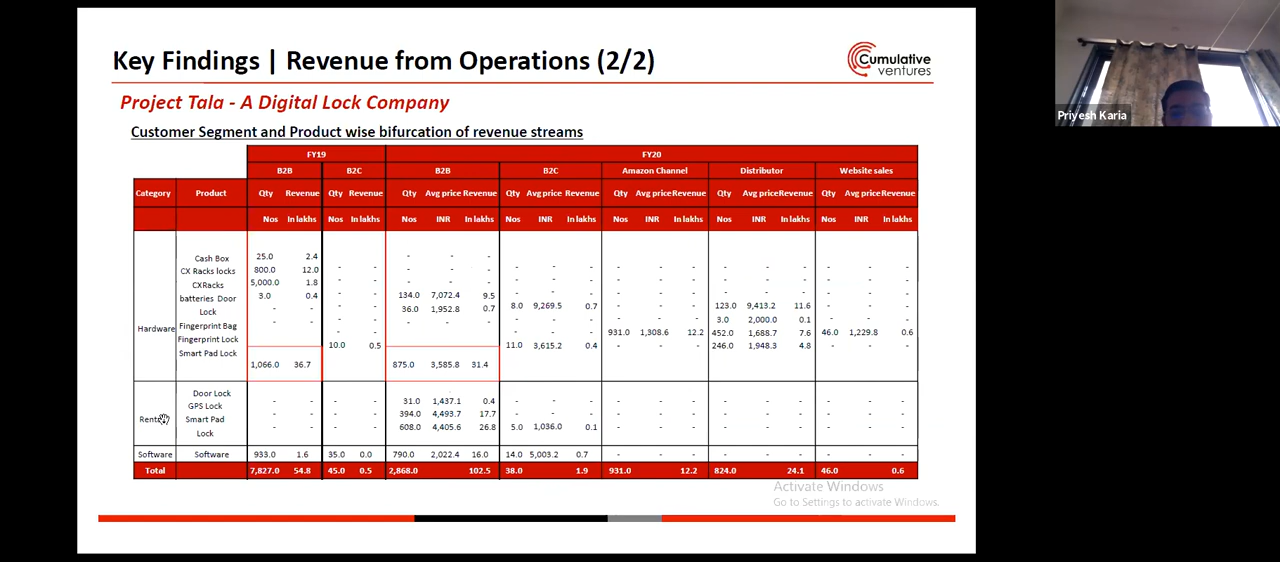 Key Findings | Revenue from Operations (2/2)
Cumulative
ventures
Priyesh Karia
Project Tala - A Digital Lock Company
Customer Segment and Product wise bifurcation of revenue streams
FY19 FY20
B2B B2C B2B B2C Amazon Channel Distributor Website sales
Category Product Qty Revenue Qty Revenue Qty Avg price Revenue Qty Avg price Revenue Qty Avg price Revenue Qty Avg price Revenue Qty Avg price Revenue
Nos In lakhs Nos In lakhs Nos INR In lakhs Nos INR In lakhs Nos INR In lakhs Nos INR In lakhs Nos INR In lakhs
Cash Box 25.0 2.4 - - -
CX Racks locks 800.0 12.0 - - - - - - - - - - - - - - - - -
CXRacks 5,000.0 1.8 - - - - - - - - - - - - - - - - -
batteries Door 3.0 0.4 - - 134.0 7,072.4 9.5 - - - - - - - - - - - -
Lock - - - - 36.0 1,952.8 0.7 8.0 9,269.5 0.7 - - - 123.0 9,413.2 11.6 - - -
Fingerprint Bag - - - - - - - - - - - - - 3.0 2,000.0 0.1 - - -
Hardware Fingerprint Lock - - - - - 931.0 1,308.6 12.2 452.0 1,688.7 7.6 46.0 1,229.8 0.6
Smart Pad Lock 10.0 0.5 11.0 3,615.2 0.4 - - - 246.0 1,948.3 4.8 - - -
1,066.0 36.7 875.0 3,585.8 31.4
Door Lock - - - - 31.0 1,437.1 0.4 - - - - - - - - - - - -
GPS Lock - - - - 394.0 4,493.7 17.7 - - - - - - - - - - - -
Smart Pad - - - - 608.0 4,405.6 26.8 5.0 1,036.0 0.1 - - - - - - - - -
Lock
Software Software 933.0 1.6 35.0 0.0 790.0 2,022.4 16.0 14.0 5,003.2 0.7 - - - - - - - - -
Total 7,827.0 54.8 45.0 0.5 2,868.0 102.5 38.0 1.9 931.0 12.2 824.0 24.1 46.0 0.6
Activate Windows
Go to Settings to activate Windows.